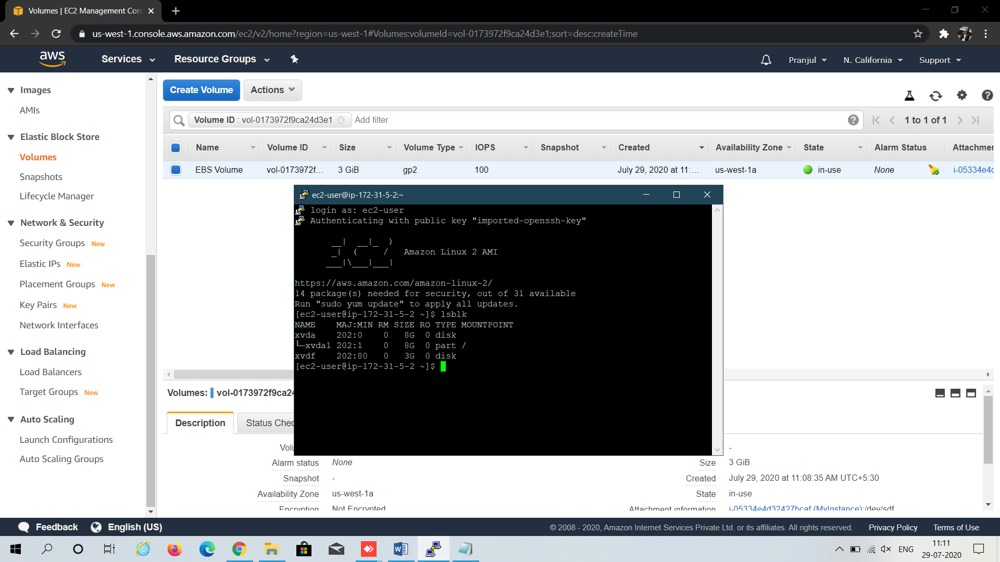 Volumes | EC2 Management Con
us-west-1.console.aws.amazon.com/ec2/v2/home?region=us-west-1#Volumes:volumeId=vol-0173972f9ca24d3e1;sort=desc:createTime
aws Services Resource Groups Pranjul N. California Support
Images
AMIs
Elastic Block Store
Volumes
Snapshots
Lifecycle Manager
Network & Security
Security Groups New
Elastic IPs New
Placement Groups New
Key Pairs New
Network Interfaces
Load Balancing
Load Balancers
Target Groups New
Auto Scaling
Launch Configurations
Auto Scaling Groups
Create Volume Actions
Volume ID : vol-0173972f9ca24d3e1 Add filter 1 to 1 of 1
Name Volume ID Size Volume Type IOPS Snapshot Created Availability Zone State Alarm Status Attachmen
EBS Volume vol-0173972f... 3 GiB gp2 100 July 29, 2020 at 11:... us-west-1a in-use None i-05334e4d
ec2-user@ip-172-31-5-2:~
login as: ec2-user
Authenticating with public key "imported-openssh-key"
__| __|_ )
_| ( / Amazon Linux 2 AMI
___|\___|___|
https://aws.amazon.com/amazon-linux-2/
14 package(s) needed for security, out of 31 available
Run "sudo yum update" to apply all updates.
[ec2-user@ip-172-31-5-2 ~]$ lsblk
NAME MAJ:MIN RM SIZE RO TYPE MOUNTPOINT
xvda 202:0 0 8G 0 disk
└─xvda1 202:1 0 8G 0 part /
xvdf 202:80 0 3G 0 disk
[ec2-user@ip-172-31-5-2 ~]$
Volumes: vol-0173972f9ca24
Description Status Chec
Volu -
Alarm status None Size 3 GiB
Snapshot - Created July 29, 2020 at 11:08:35 AM UTC+5:30
Availability Zone us-west-1a State in-use
Encryption Not Encrypted Attachment information i-05334e4d32427bcaf (MyInstance):/dev/sdf
Feedback English (US) © 2008 - 2020, Amazon Internet Services Private Ltd. or its affiliates. All rights reserved. Privacy Policy Terms of Use
ENG 11:11
29-07-2020